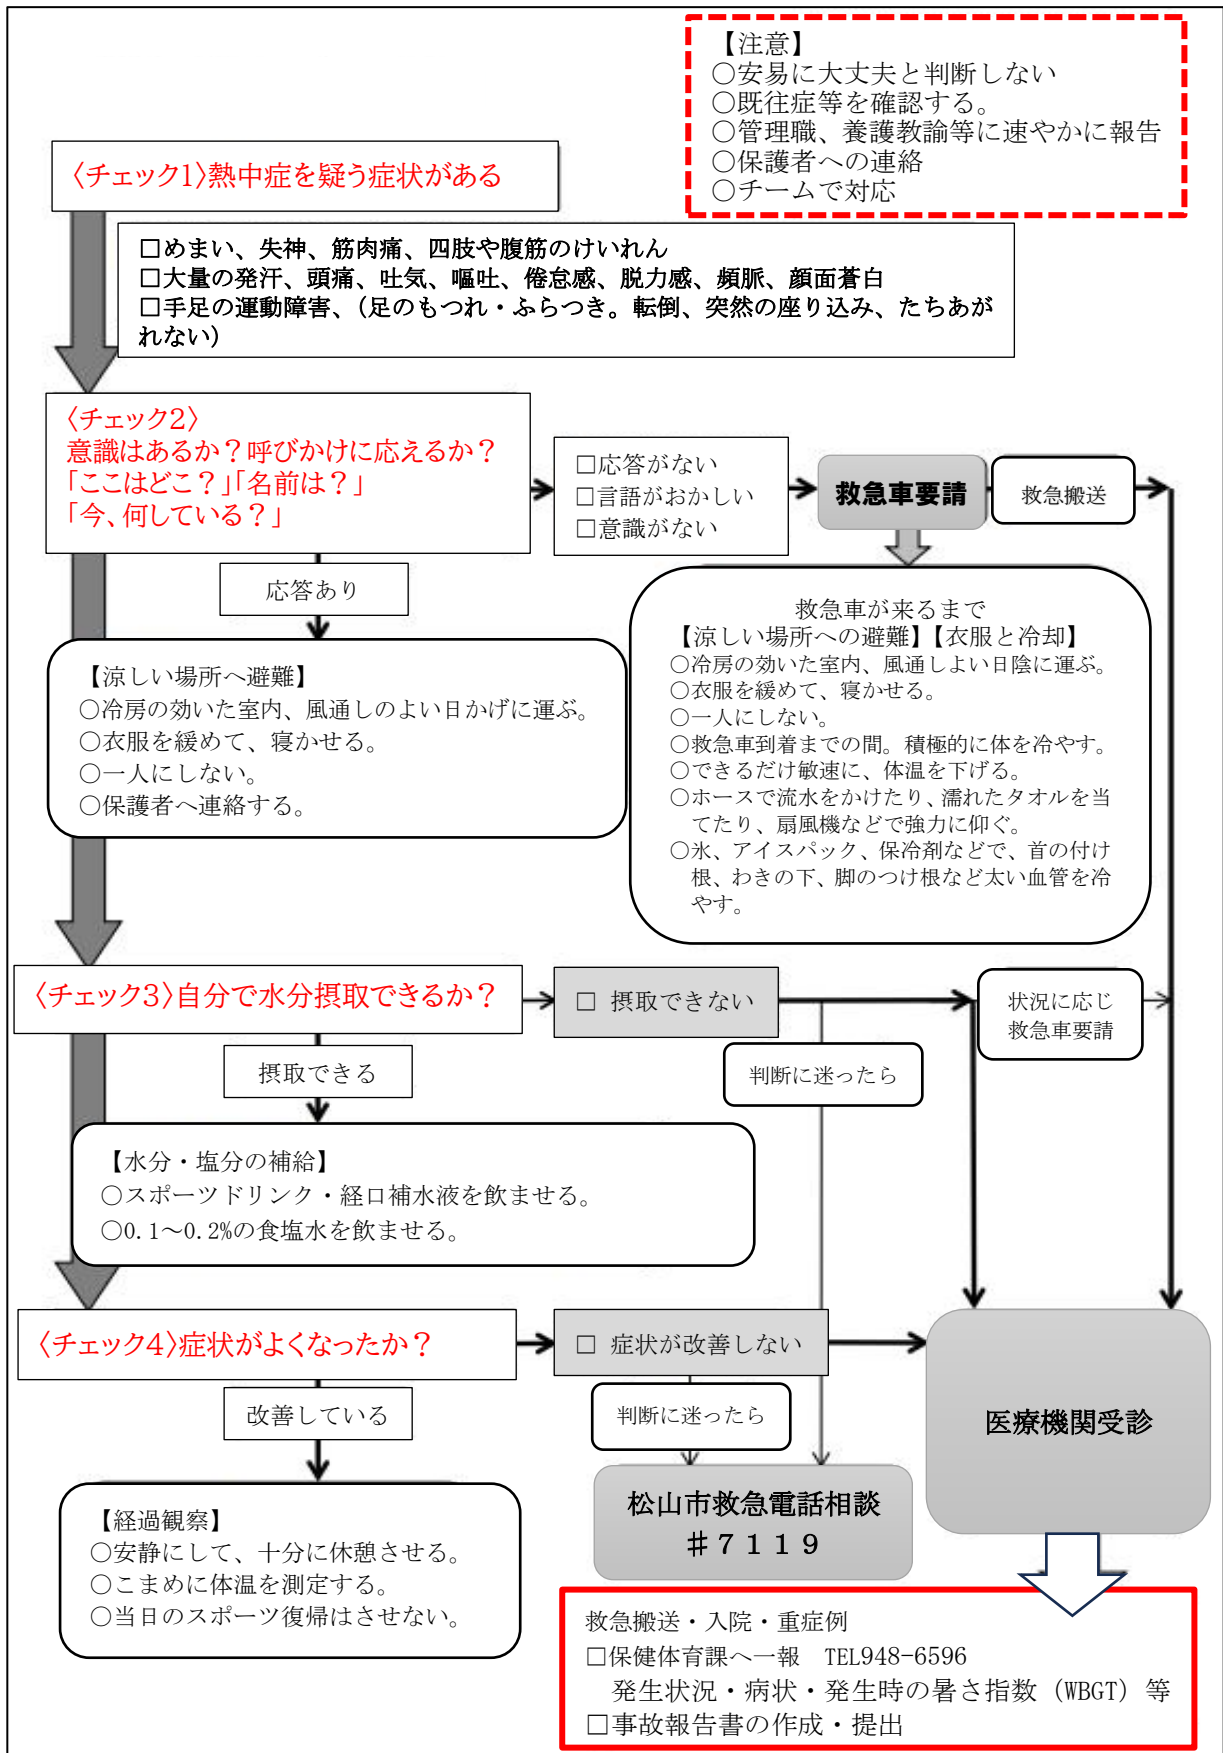 【注意】
○安易に大丈夫と判断しない
○既往症等を確認する。
○管理職、養護教諭等に速やかに報告
○保護者への連絡
○チームで対応
〈チェック1〉熱中症を疑う症状がある
□めまい、失神、筋肉痛、四肢や腹筋のけいれん
□大量の発汗、頭痛、吐気、嘔吐、倦怠感、脱力感、頻脈、顔面蒼白
□手足の運動障害、（足のもつれ・ふらつき。転倒、突然の座り込み、たちあが
れない）
〈チェック2〉
意識はあるか？呼びかけに応えるか？
「ここはどこ？」「名前は？」
「今、何している？」
□応答がない
□言語がおかしい
□意識がない
救急車要請
救急搬送
応答あり
【涼しい場所へ避難】
○冷房の効いた室内、風通しのよい日かげに運ぶ。
○衣服を緩めて、寝かせる。
○一人にしない。
○保護者へ連絡する。
救急車が来るまで
【涼しい場所への避難】【衣服と冷却】
○冷房の効いた室内、風通しよい日陰に運ぶ。
○衣服を緩めて、寝かせる。
○一人にしない。
○救急車到着までの間。積極的に体を冷やす。
○できるだけ敏速に、体温を下げる。
○ホースで流水をかけたり、濡れたタオルを当
てたり、扇風機などで強力に仰ぐ。
○氷、アイスパック、保冷剤などで、首の付け
根、わきの下、脚のつけ根など太い血管を冷
やす。
〈チェック3〉自分で水分摂取できるか？
□ 摂取できない
状況に応じ
救急車要請
摂取できる
判断に迷ったら
【水分・塩分の補給】
○スポーツドリンク・経口補水液を飲ませる。
○0.1～0.2%の食塩水を飲ませる。
〈チェック4〉症状がよくなったか？
□ 症状が改善しない
改善している
判断に迷ったら
医療機関受診
松山市救急電話相談
＃７１１９
【経過観察】
○安静にして、十分に休憩させる。
○こまめに体温を測定する。
○当日のスポーツ復帰はさせない。
救急搬送・入院・重症例
□保健体育課へ一報　TEL948-6596
発生状況・病状・発生時の暑さ指数（WBGT）等
□事故報告書の作成・提出